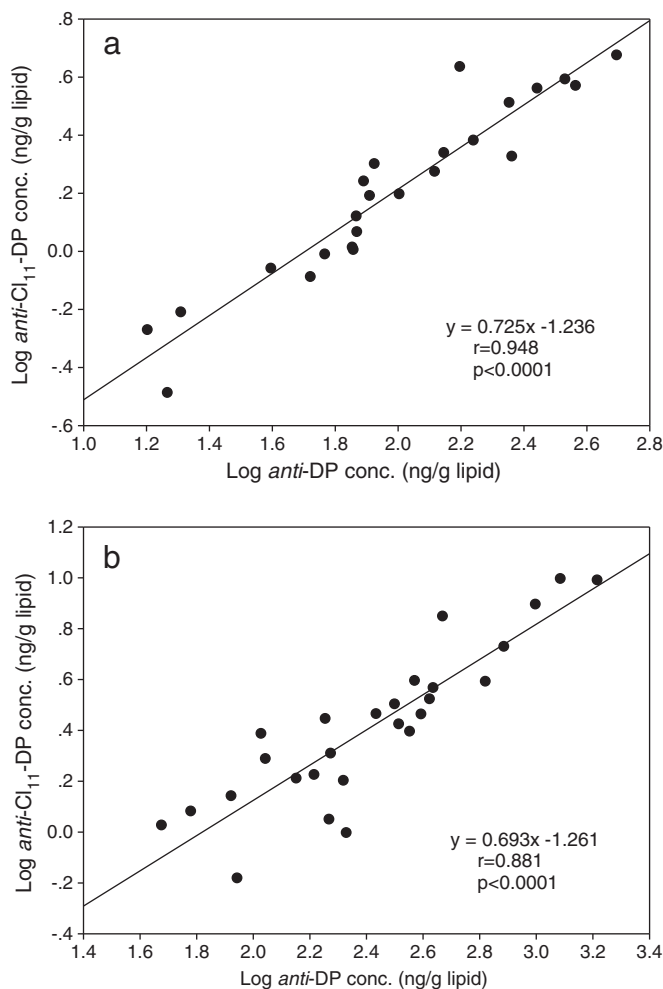 a
Log anti-Cl₁₁-DP conc. (ng/g lipid)
.8
.6
.4
.2
0.0
-.2
-.4
-.6
y = 0.725x -1.236
r=0.948
p<0.0001
1.0 1.2 1.4 1.6 1.8 2.0 2.2 2.4 2.6 2.8
Log anti-DP conc. (ng/g lipid)
b
Log anti-Cl₁₁-DP conc. (ng/g lipid)
1.2
1.0
.8
.6
.4
.2
0.0
-.2
-.4
y = 0.693x -1.261
r=0.881
p<0.0001
1.4 1.6 1.8 2.0 2.2 2.4 2.6 2.8 3.0 3.2 3.4
Log anti-DP conc. (ng/g lipid)